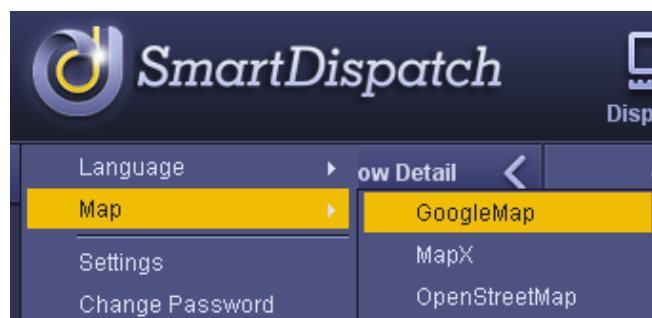 SmartDispatch
Disp
Language
ow Detail
Map
GoogleMap
Settings
MapX
Change Password
OpenStreetMap